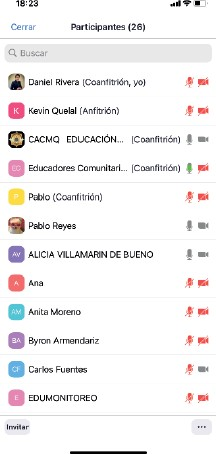 18:23
Cerrar Participantes (26)
Buscar
Daniel Rivera (Coanfitrión, yo)
K Kevin Quelal (Anfitrión)
CACMQ EDUCACIÓN... (Coanfitrión)
EC Educadores Comunitari... (Coanfitrión)
P Pablo (Coanfitrión)
Pablo Reyes
AV ALICIA VILLAMARIN DE BUENO
A Ana
AM Anita Moreno
BA Byron Armendariz
CF Carlos Fuentes
E EDUMONITOREO
Invitar ...